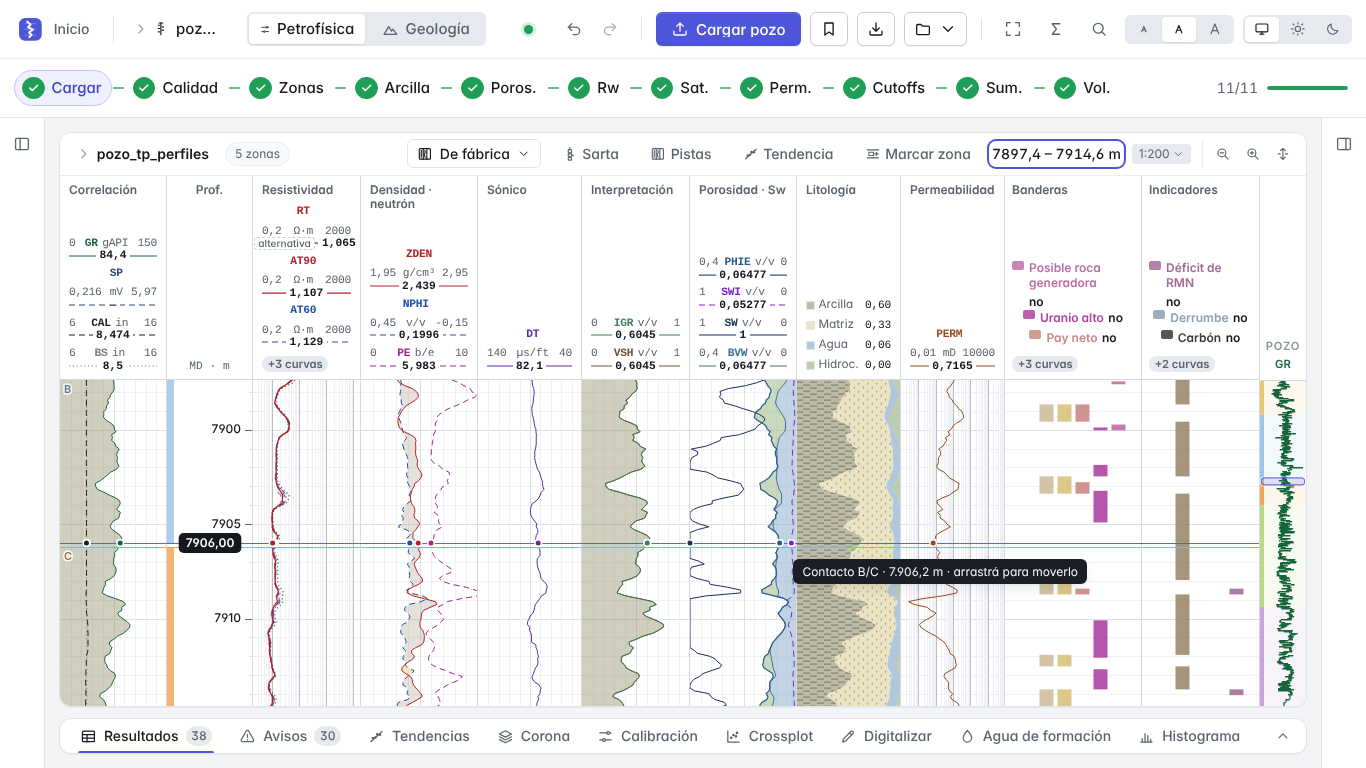 Inicio
poz...
Petrofísica
Geología
Cargar pozo
Σ
A A A
Cargar
Calidad
Zonas
Arcilla
Poros.
Rw
Sat.
Perm.
Cutoffs
Sum.
Vol.
11/11
pozo_tp_perfiles
5 zonas
De fábrica
Sarta
Pistas
Tendencia
Marcar zona
7897,4 – 7914,6 m
1:200
Correlación
0 GR gAPI 150
84,4
SP
0,216 mV 5,97
6 CAL in 16
8,474
6 BS in 16
8,5
Prof.
MD · m
Resistividad
RT
0,2 Ω·m 2000
alternativa 1,065
AT90
0,2 Ω·m 2000
1,107
AT60
0,2 Ω·m 2000
1,129
+3 curvas
Densidad ·
neutrón
ZDEN
1,95 g/cm³ 2,95
2,439
NPHI
0,45 v/v -0,15
0,1996
0 PE b/e 10
5,983
Sónico
DT
140 µs/ft 40
82,1
Interpretación
0 IGR v/v 1
0,6045
0 VSH v/v 1
0,6045
Porosidad · Sw
0,4 PHIE v/v 0
0,06477
1 SWI v/v 0
0,05277
1 SW v/v 0
1
0,4 BVW v/v 0
0,06477
Litología
Arcilla 0,60
Matriz 0,33
Agua 0,06
Hidroc. 0,00
Permeabilidad
PERM
0,01 mD 10000
0,7165
Banderas
Posible roca
generadora
no
Uranio alto no
Pay neto no
+3 curvas
Indicadores
Déficit de
RMN
no
Derrumbe no
Carbón no
+2 curvas
POZO
GR
B
7900
7905
7906,00
C
Contacto B/C · 7.906,2 m · arrastrá para moverlo
7910
Resultados 38
Avisos 30
Tendencias
Corona
Calibración
Crossplot
Digitalizar
Agua de formación
Histograma